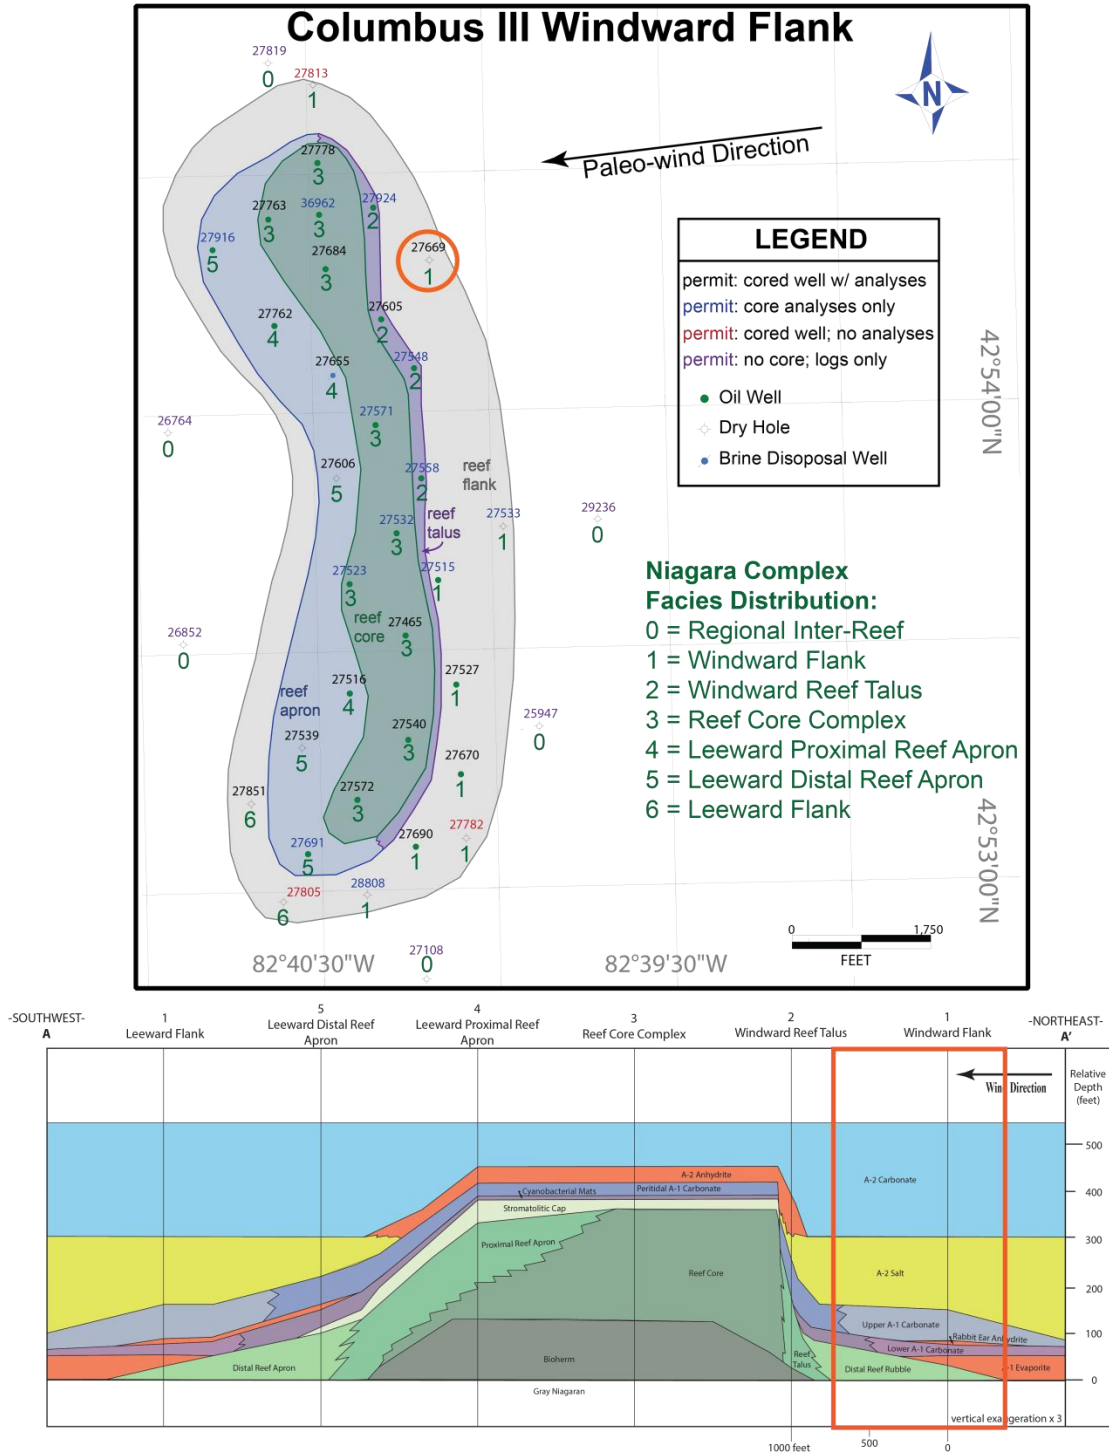 Columbus III Windward Flank
27819
0
27813
1
N
Paleo-wind Direction
27778
3
27924
2
27763
3
36962
3
27916
5
27684
3
27669
1
LEGEND
permit: cored well w/ analyses
permit: core analyses only
permit: cored well; no analyses
permit: no core; logs only
Oil Well
Dry Hole
Brine Disoposal Well
27762
4
27605
2
27655
4
27548
2
42°54'00"N
26764
0
27571
3
27606
5
27558
2
reef
flank
27533
1
29236
0
reef
talus
27532
3
27523
3
27515
1
reef
core
27465
3
26852
0
Niagara Complex
Facies Distribution:
0 = Regional Inter-Reef
1 = Windward Flank
2 = Windward Reef Talus
3 = Reef Core Complex
4 = Leeward Proximal Reef Apron
5 = Leeward Distal Reef Apron
6 = Leeward Flank
27516
4
27527
1
reef
apron
27539
5
27540
3
25947
0
27670
1
27851
6
27572
3
27782
1
27690
1
27691
5
42°53'00"N
27805
6
28808
1
27108
0
82°40'30"W
82°39'30"W
0
1,750
FEET
-SOUTHWEST-
A
1
Leeward Flank
5
Leeward Distal Reef
Apron
4
Leeward Proximal Reef
Apron
3
Reef Core Complex
2
Windward Reef Talus
1
Windward Flank
-NORTHEAST-
A'
Wind Direction
Relative
Depth
(feet)
500
400
300
200
100
0
A-2 Carbonate
A-2 Anhydrite
Cyanobacterial Mats
Peritidal A-1 Carbonate
Stromatolitic Cap
Proximal Reef Apron
Reef Core
A-2 Salt
Upper A-1 Carbonate
Rabbit Ear Anhydrite
Lower A-1 Carbonate
Bioherm
Reef
Talus
Distal Reef Apron
Distal Reef Rubble
A-1 Evaporite
Gray Niagaran
vertical exageration x 3
1000 feet
500
0